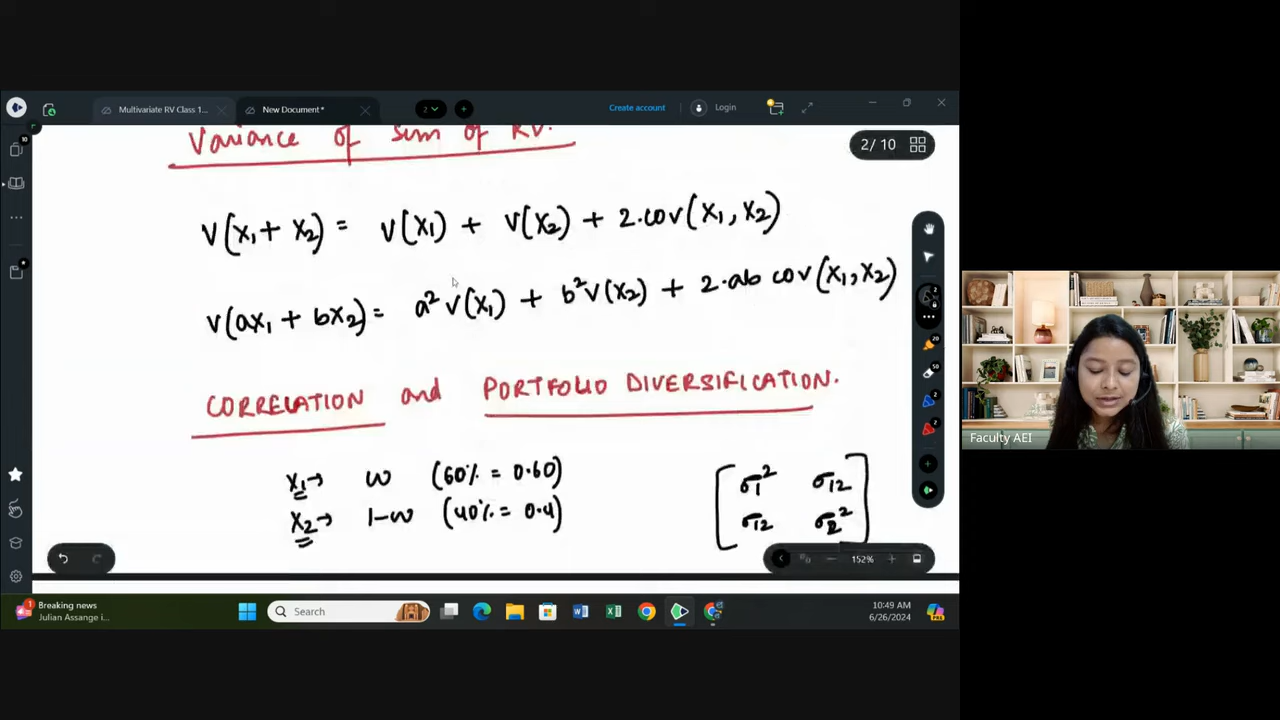 Multivariate RV Class 1...
New Document*
2
Create account
Login
Variance of sum of RV.
2/ 10
V(X₁ + X₂) = V(X₁) + V(X₂) + 2.cov(X₁, X₂)
V(aX₁ + bX₂) = a² V(X₁) + b² V(X₂) + 2.ab cov(X₁, X₂)
CORRELATION and PORTFOLIO DIVERSIFICATION.
X₁→ ω (60% = 0.60)
X₂→ 1-ω (40% = 0.4)
σ₁² σ₁₂
σ₁₂ σ₂²
152%
Faculty AEI
Breaking news
Julian Assange i...
Search
10:49 AM
6/26/2024